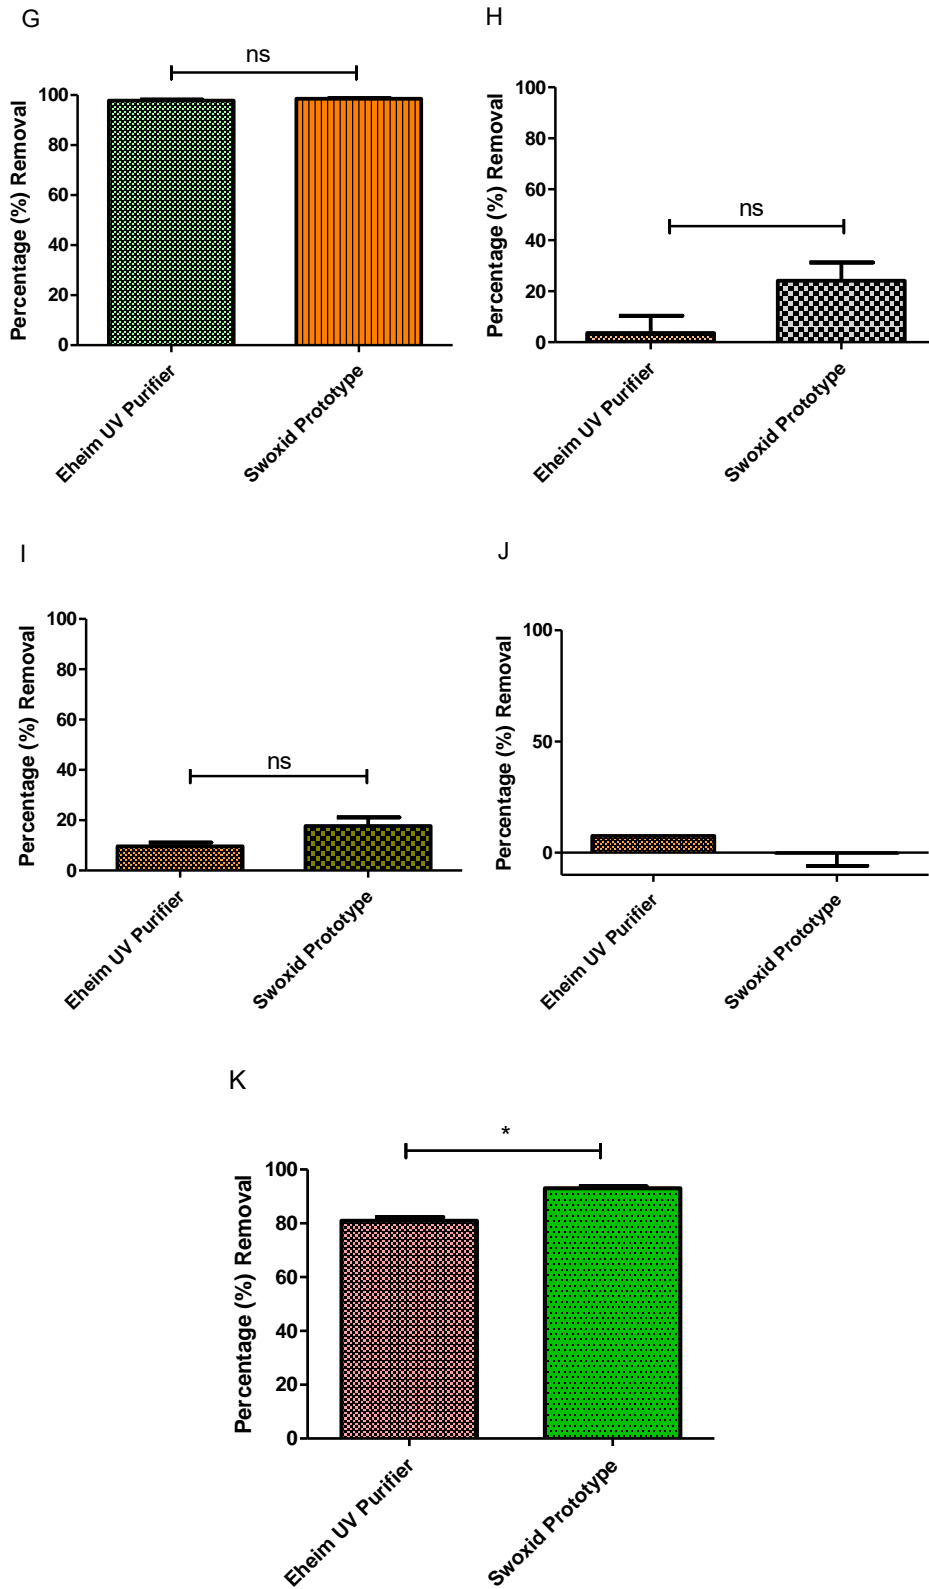 G
ns
Percentage (%) Removal
100
80
60
40
20
0
Eheim UV Purifier
Swoxid Prototype
H
ns
Percentage (%) Removal
100
80
60
40
20
0
Eheim UV Purifier
Swoxid Prototype
I
ns
Percentage (%) Removal
100
80
60
40
20
0
Eheim UV Purifier
Swoxid Prototype
J
Percentage (%) Removal
100
50
0
Eheim UV Purifier
Swoxid Prototype
K
*
Percentage (%) Removal
100
80
60
40
20
0
Eheim UV Purifier
Swoxid Prototype